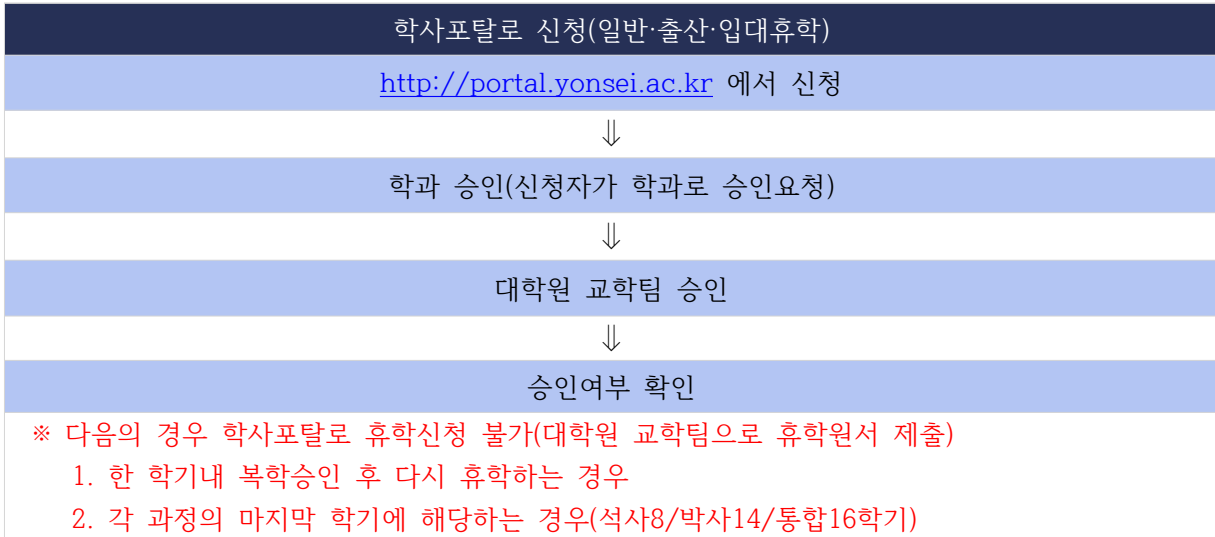 학사포탈로 신청(일반·출산·입대휴학)
http://portal.yonsei.ac.kr 에서 신청
⇓
학과 승인(신청자가 학과로 승인요청)
⇓
대학원 교학팀 승인
⇓
승인여부 확인
※ 다음의 경우 학사포탈로 휴학신청 불가(대학원 교학팀으로 휴학원서 제출)
1. 한 학기내 복학승인 후 다시 휴학하는 경우
2. 각 과정의 마지막 학기에 해당하는 경우(석사8/박사14/통합16학기)